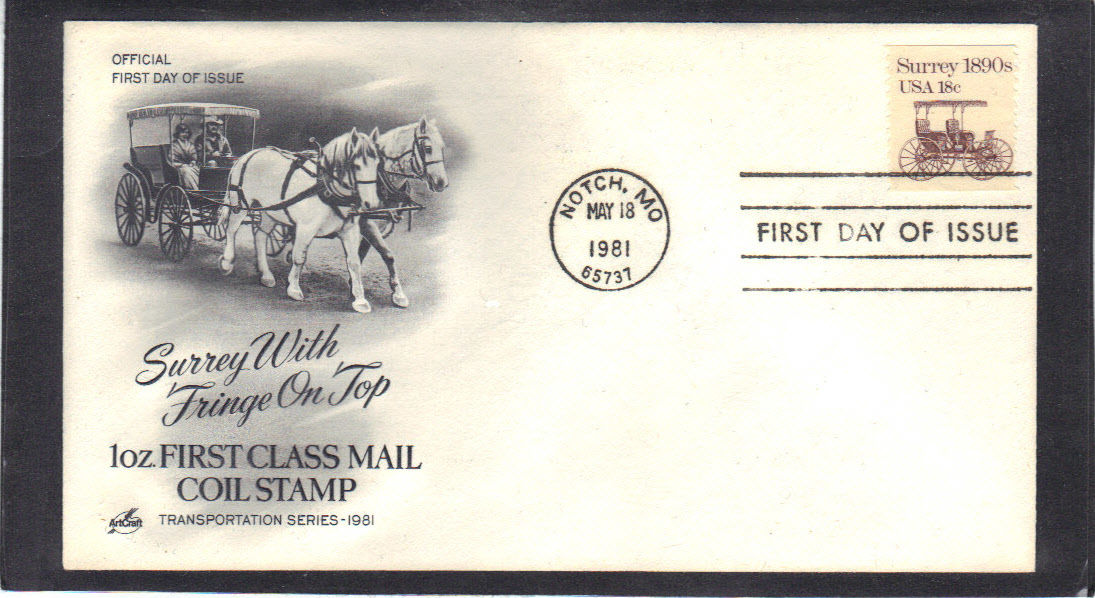 OFFICIAL
FIRST DAY OF ISSUE
Surrey With
Fringe On Top
1oz. FIRST CLASS MAIL
COIL STAMP
ArtCraft
TRANSPORTATION SERIES-1981
NOTCH, MO
MAY 18
1981
65737
Surrey 1890s
USA 18c
FIRST DAY OF ISSUE